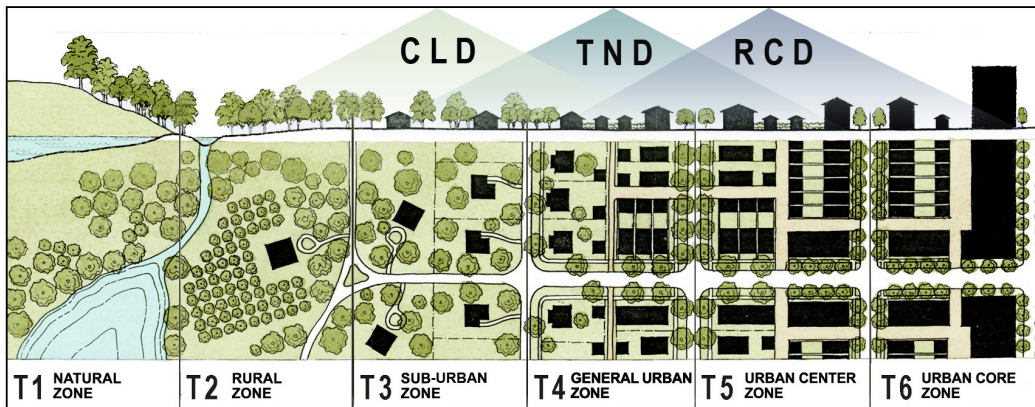 CLD
TND
RCD
T1 NATURAL
ZONE
T2 RURAL
ZONE
T3 SUB-URBAN
ZONE
T4 GENERAL URBAN
ZONE
T5 URBAN CENTER
ZONE
T6 URBAN CORE
ZONE